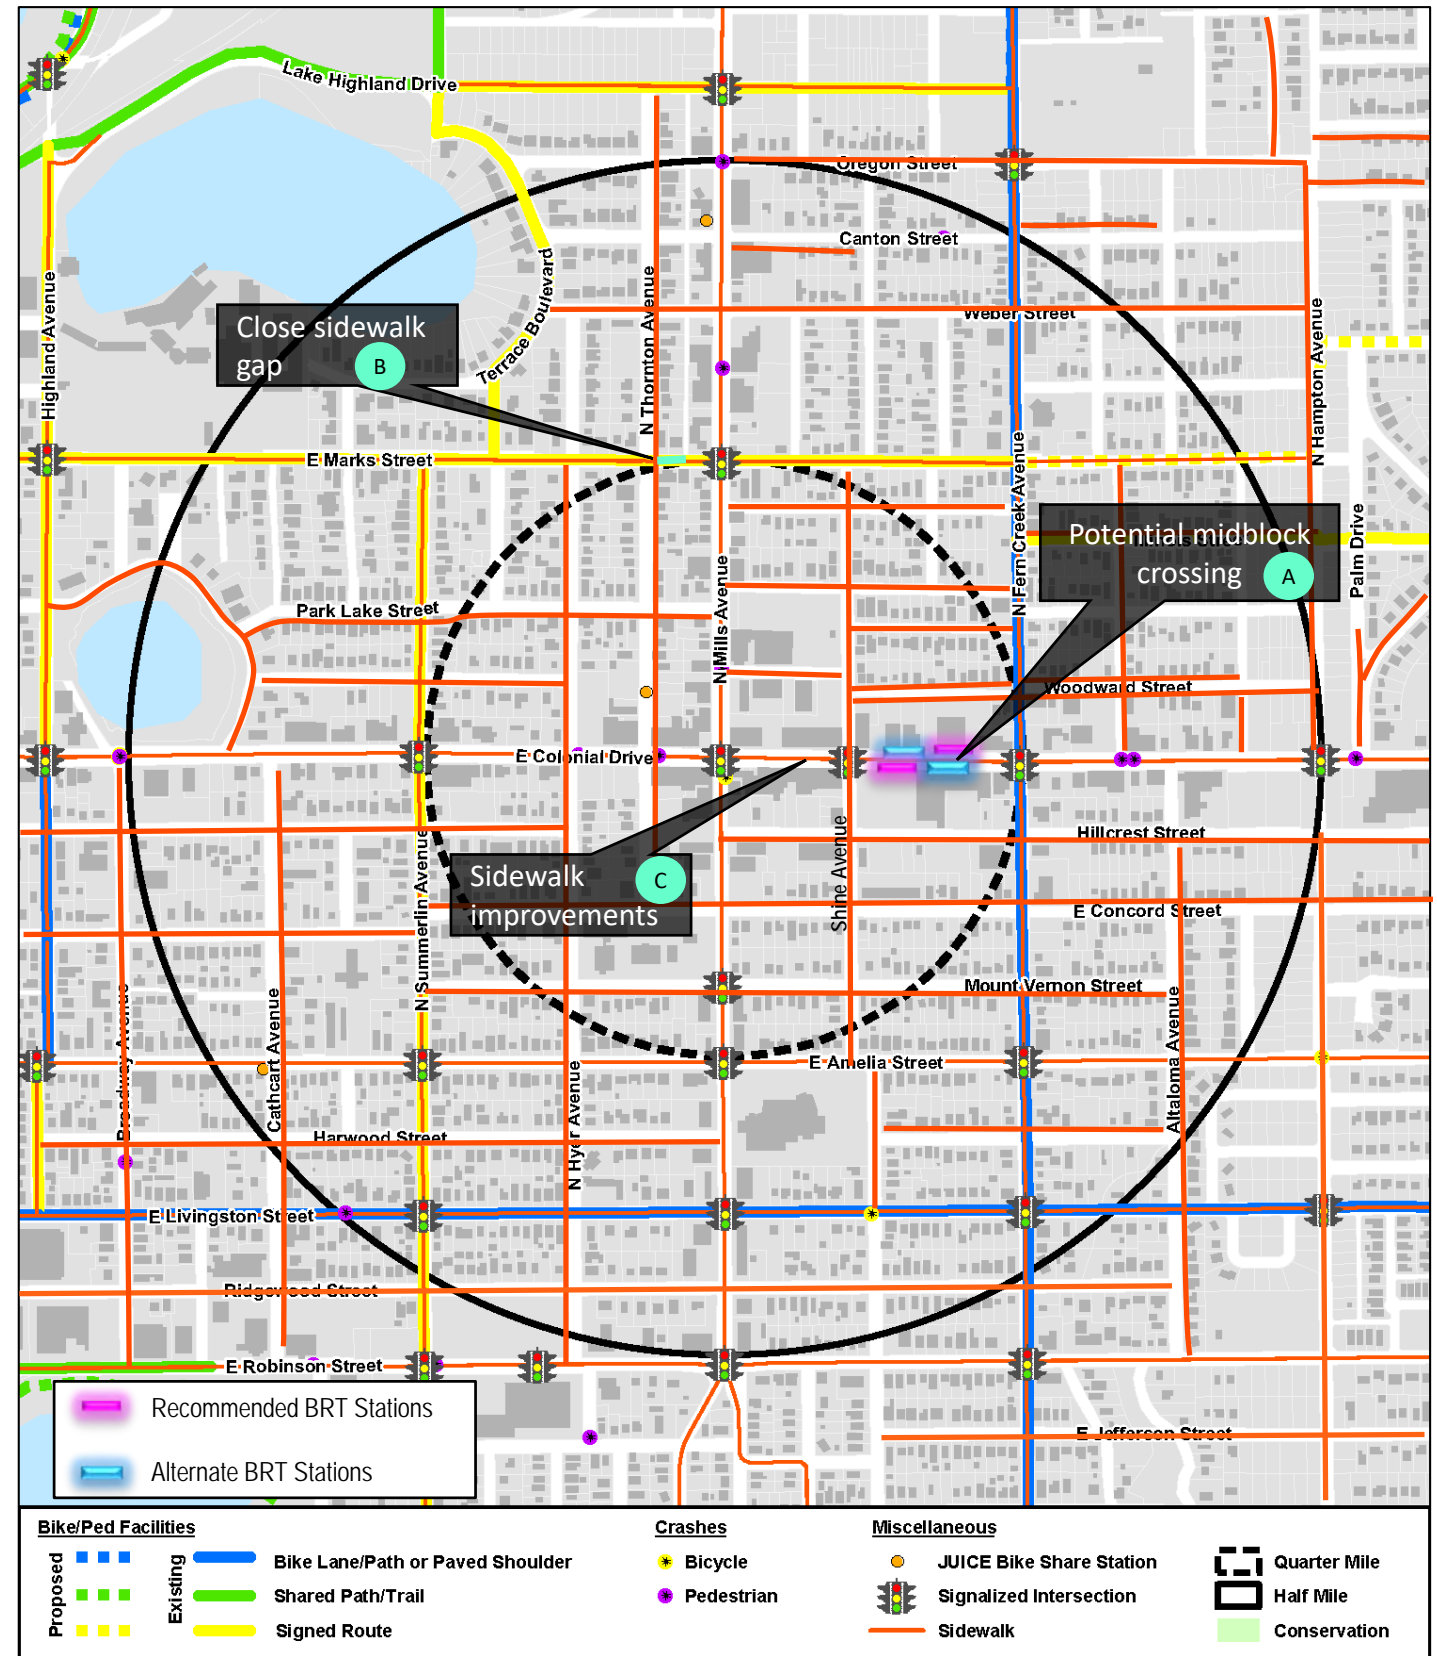 Lake Highland Drive
Oregon Street
Canton Street
Highland Avenue
Terrace Boulevard
N Thornton Avenue
Weber Street
N Hampton Avenue
Close sidewalk
gap
B
E Marks Street
N Fern Creek Avenue
Potential midblock
crossing
A
Palm Drive
Park Lake Street
N Mills Avenue
Woodward Street
E Colonial Drive
Hillcrest Street
Sidewalk
improvements
C
Shine Avenue
E Concord Street
N Summerlin Avenue
Mount Vernon Street
Broadway Avenue
Cathcart Avenue
E Amelia Street
Altaloma Avenue
N Hyer Avenue
Harwood Street
E Livingston Street
Ridgewood Street
E Robinson Street
E Jefferson Street
Recommended BRT Stations
Alternate BRT Stations
Bike/Ped Facilities
Proposed
Existing
Bike Lane/Path or Paved Shoulder
Shared Path/Trail
Signed Route
Crashes
Bicycle
Pedestrian
Miscellaneous
JUICE Bike Share Station
Signalized Intersection
Sidewalk
Quarter Mile
Half Mile
Conservation